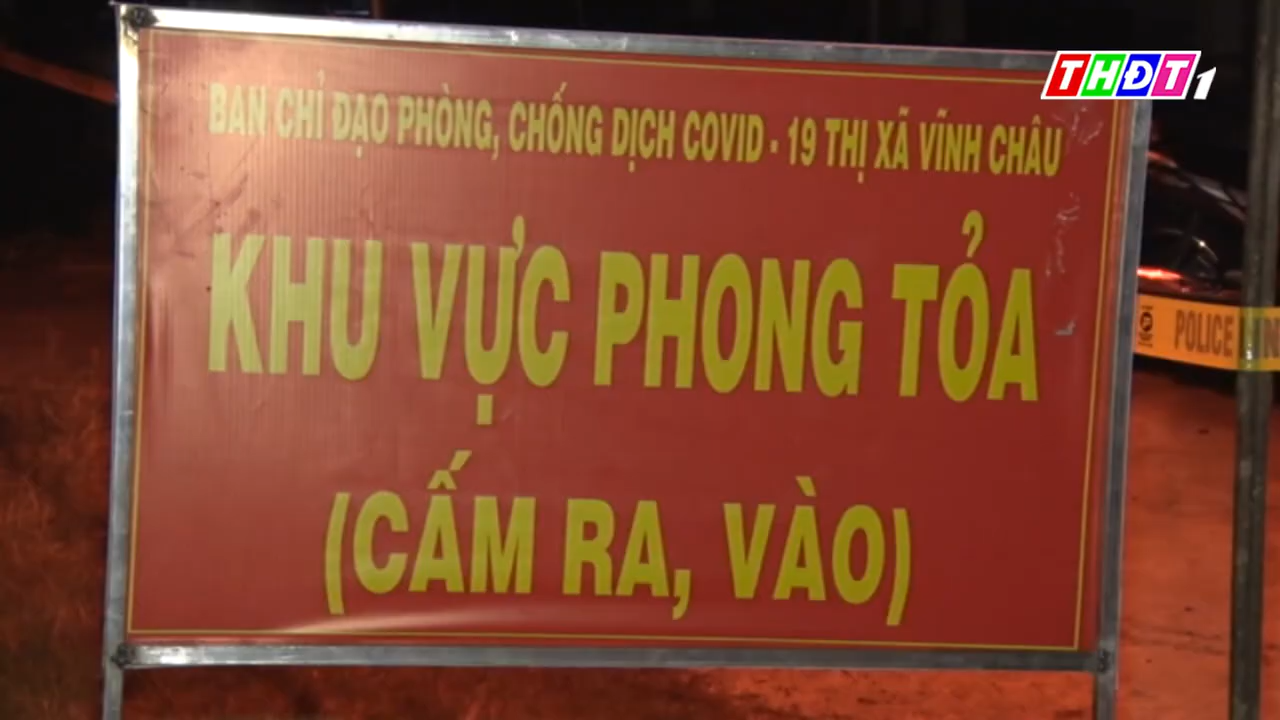 THĐT1
BAN CHỈ ĐẠO PHÒNG, CHỐNG DỊCH COVID - 19 THỊ XÃ VĨNH CHÂU
KHU VỰC PHONG TỎA
(CẤM RA, VÀO)
POLICE